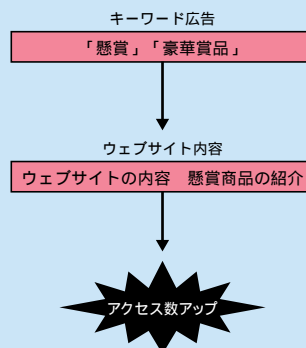 キーワード広告
「懸賞」「豪華賞品」
ウェブサイト内容
ウェブサイトの内容　懸賞商品の紹介
アクセス数アップ